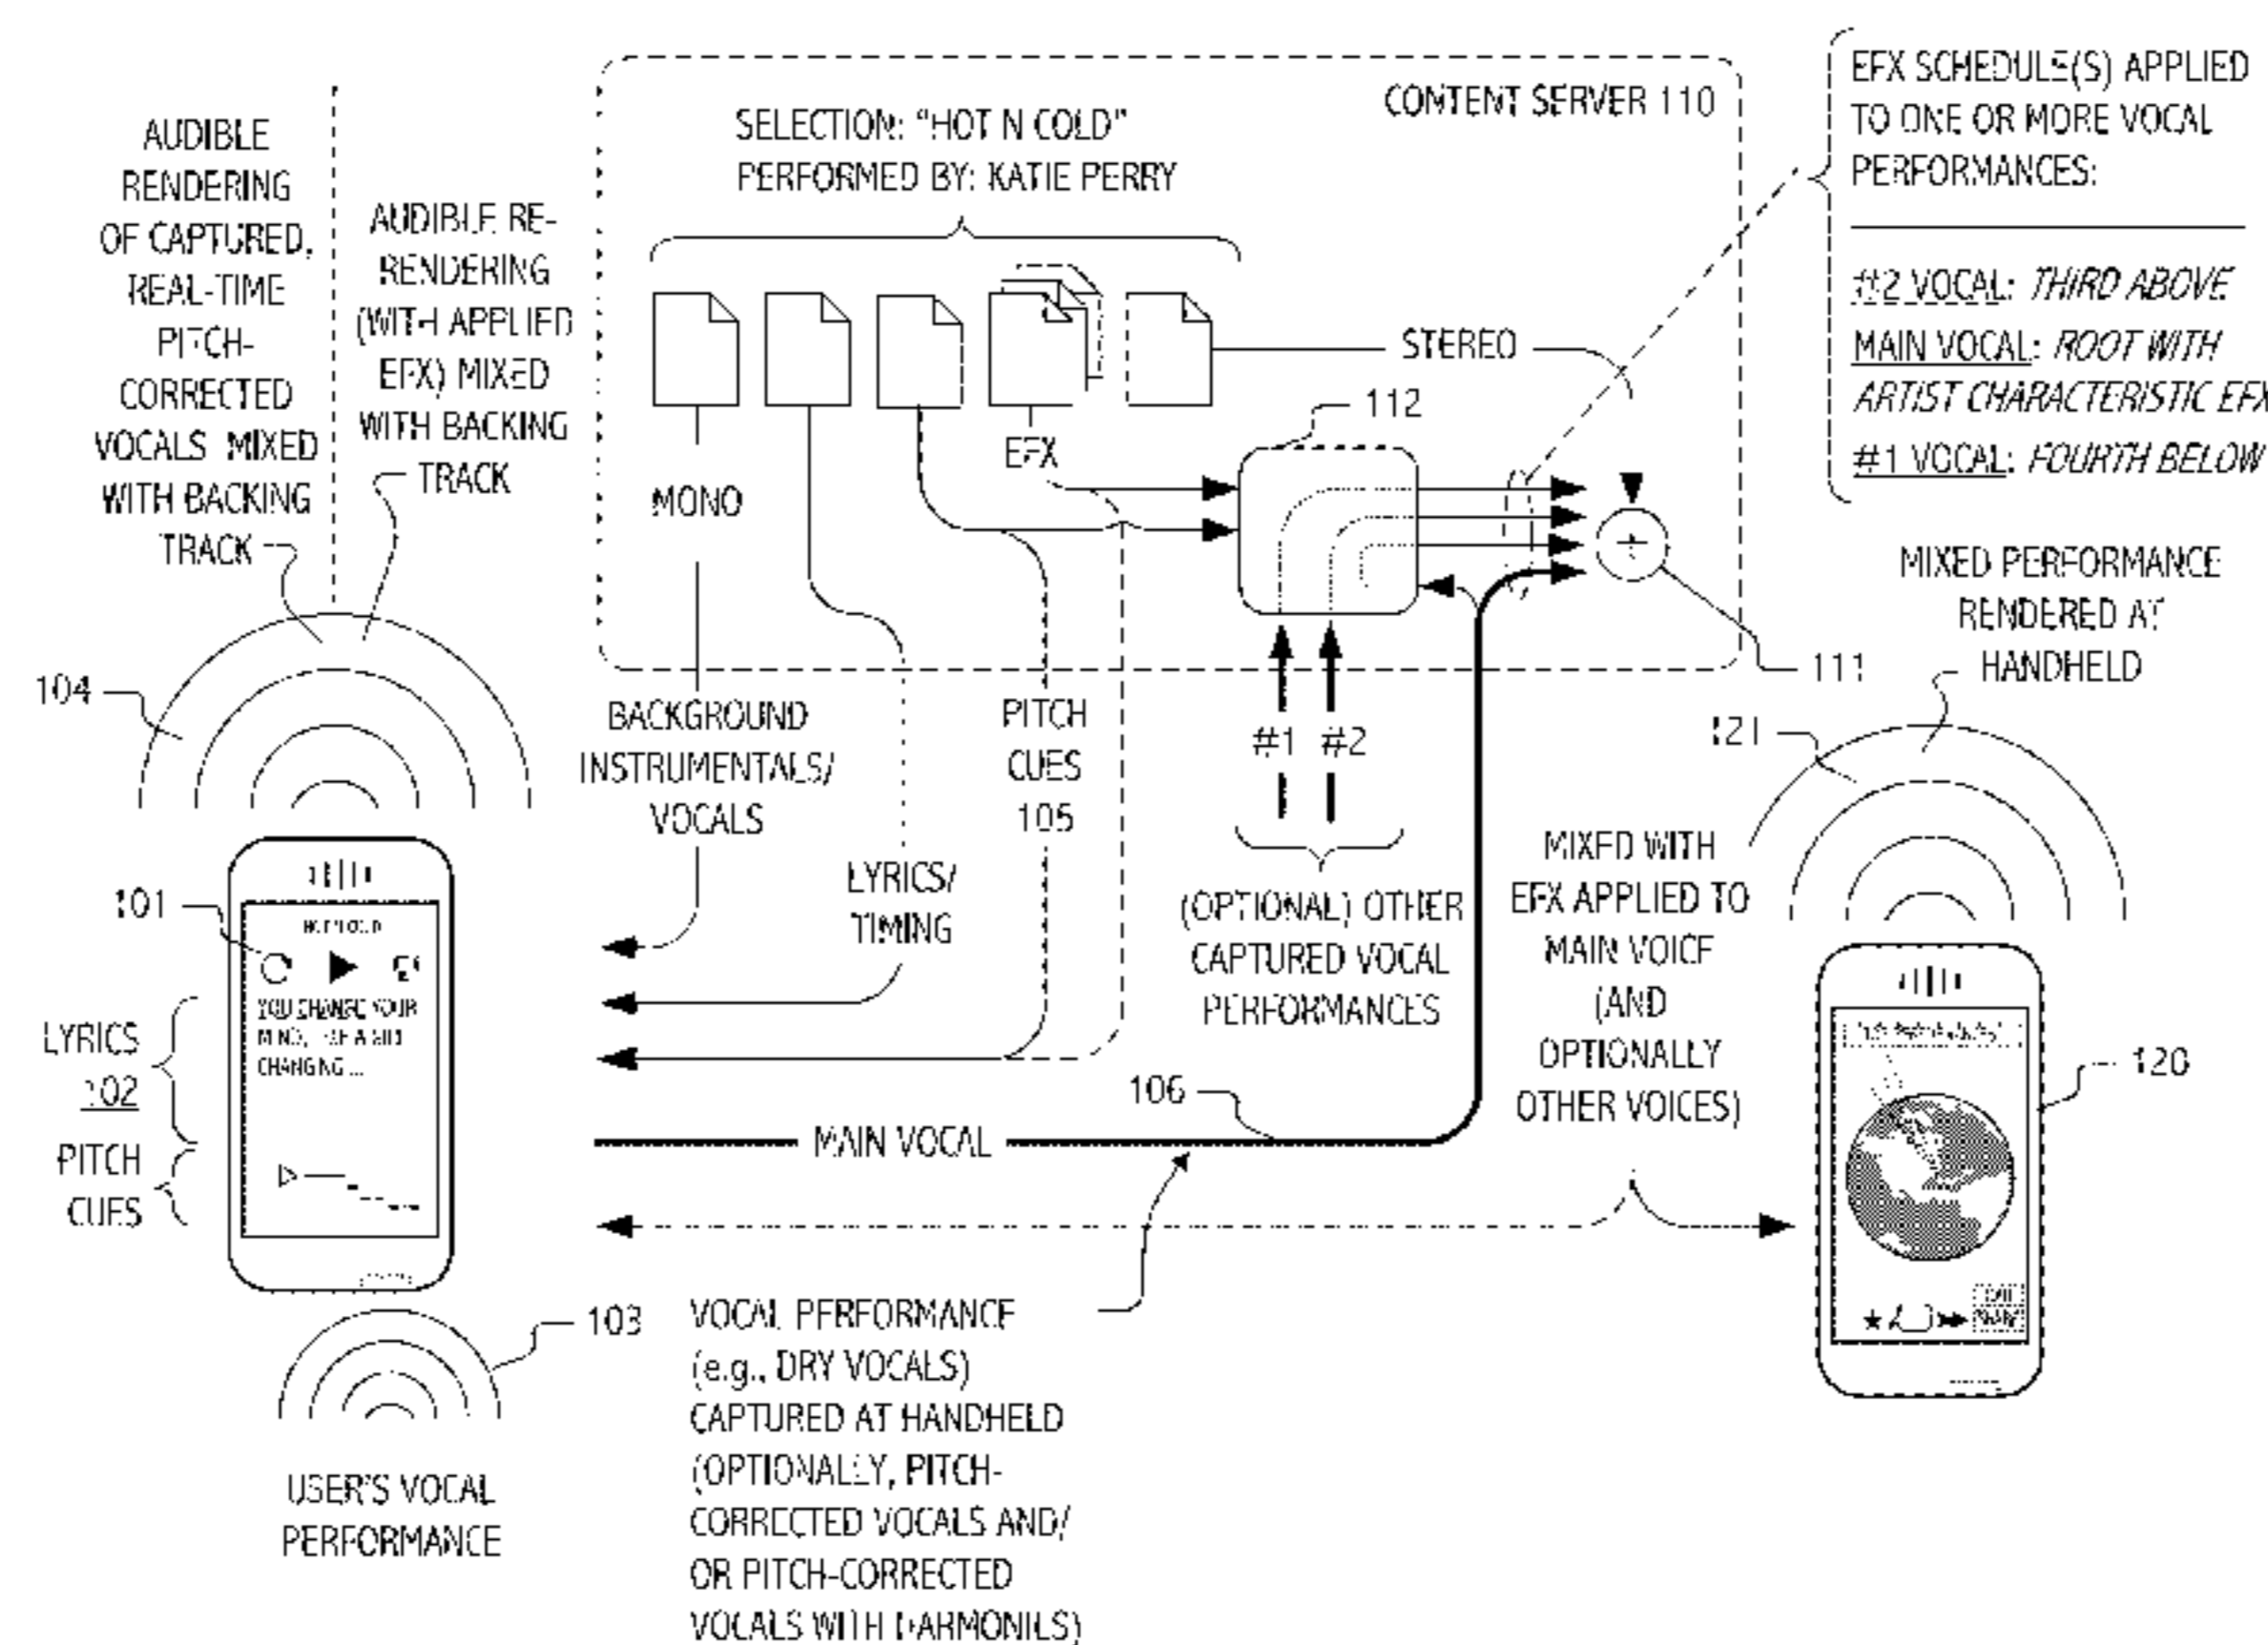 AUDIBLE
RENDERING
OF CAPTURED,
REAL-TIME
PITCH-
CORRECTED
VOCALS MIXED
WITH BACKING
TRACK
AUDIBLE RE-
RENDERING
(WITH APPLIED
EFX) MIXED
WITH BACKING
TRACK
SELECTION: "HOT N COLD"
PERFORMED BY: KATIE PERRY
CONTENT SERVER 110
EFX SCHEDULE(S) APPLIED
TO ONE OR MORE VOCAL
PERFORMANCES:
#2 VOCAL: THIRD ABOVE
MAIN VOCAL: ROOT WITH
ARTIST CHARACTERISTIC EFX
#1 VOCAL: FOURTH BELOW
STEREO
112
EFX
MONO
MIXED PERFORMANCE
RENDERED AT
HANDHELD
111
104
BACKGROUND
INSTRUMENTALS/
VOCALS
PITCH
CUES
105
#1 #2
121
LYRICS/
TIMING
(OPTIONAL) OTHER
CAPTURED VOCAL
PERFORMANCES
MIXED WITH
EFX APPLIED TO
MAIN VOICE
(AND
OPTIONALLY
OTHER VOICES)
101
YOU CHANGE YOUR
CHANGING ...
LYRICS
102
PITCH
CUES
106
MAIN VOCAL
120
103
USER'S VOCAL
PERFORMANCE
VOCAL PERFORMANCE
(e.g., DRY VOCALS)
CAPTURED AT HANDHELD
(OPTIONALLY, PITCH-
CORRECTED VOCALS AND/
OR PITCH-CORRECTED
VOCALS WITH HARMONIES)